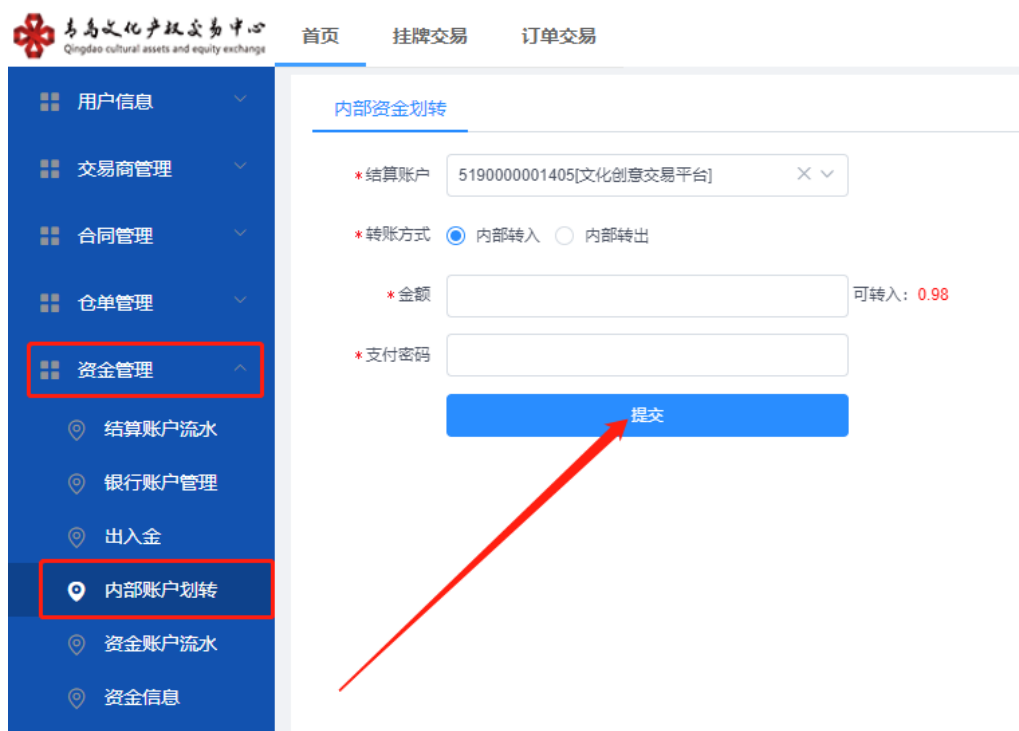 青岛文化产权交易中心
Qingdao cultural assets and equity exchange
首页
挂牌交易
订单交易
用户信息
交易商管理
合同管理
仓单管理
资金管理
结算账户流水
银行账户管理
出入金
内部账户划转
资金账户流水
资金信息
内部资金划转
*结算账户 5190000001405[文化创意交易平台]
*转账方式 内部转入 内部转出
*金额 可转入：0.98
*支付密码
提交